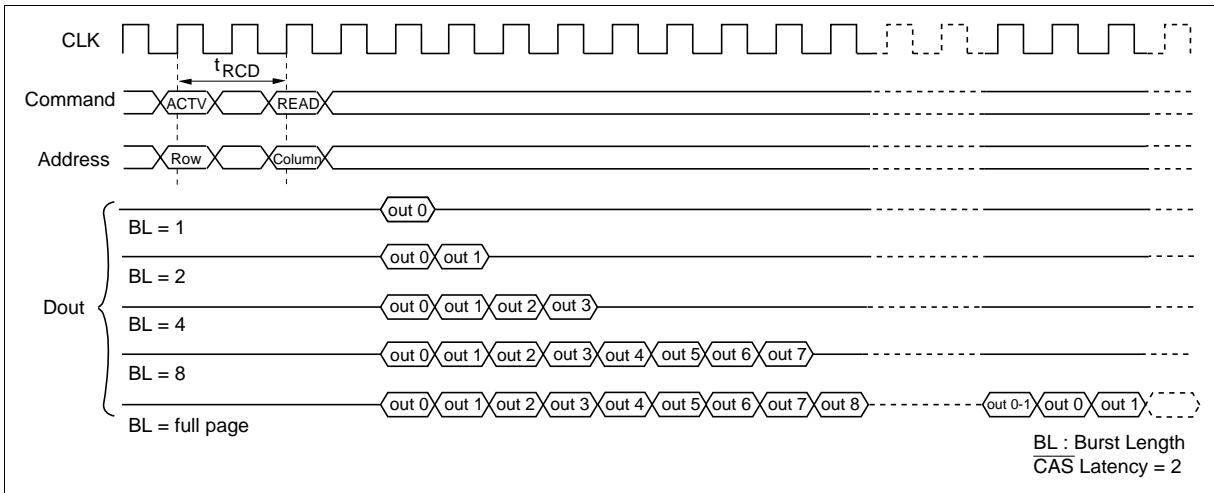 CLK
tRCD
Command ACTV READ
Address Row Column
out 0
BL = 1
out 0 out 1
BL = 2
Dout
out 0 out 1 out 2 out 3
BL = 4
out 0 out 1 out 2 out 3 out 4 out 5 out 6 out 7
BL = 8
out 0 out 1 out 2 out 3 out 4 out 5 out 6 out 7 out 8 out 0-1 out 0 out 1
BL = full page
BL : Burst Length
C̅A̅S̅ Latency = 2